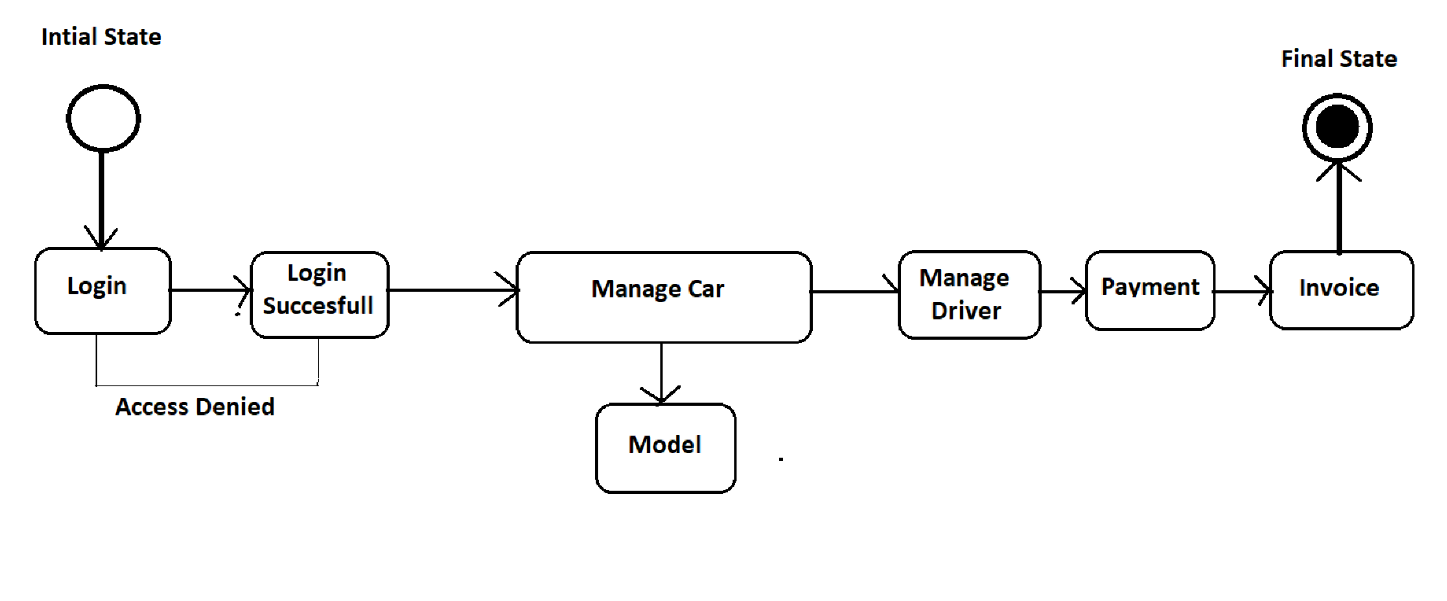 Intial State
Final State
Login
Login
Succesfull
Manage Car
Manage
Driver
Payment
Invoice
Access Denied
Model